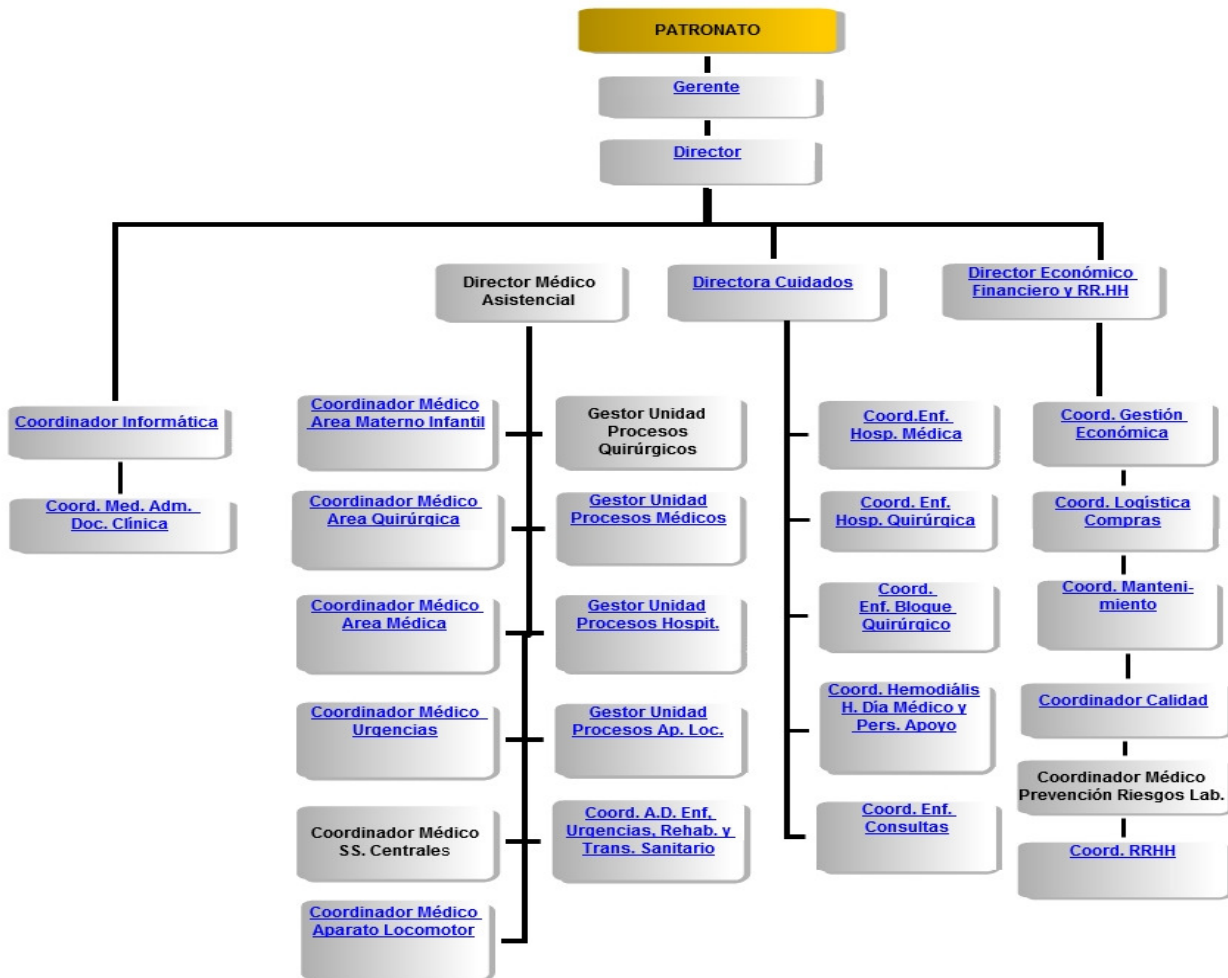 PATRONATO
Gerente
Director
Director Médico
Asistencial
Directora Cuidados
Director Económico
Financiero y RR.HH
Coordinador Informática
Coord. Med. Adm.
Doc. Clínica
Coordinador Médico
Area Materno Infantil
Coordinador Médico
Area Quirúrgica
Coordinador Médico
Area Médica
Coordinador Médico
Urgencias
Coordinador Médico
SS. Centrales
Coordinador Médico
Aparato Locomotor
Gestor Unidad
Procesos
Quirúrgicos
Gestor Unidad
Procesos Médicos
Gestor Unidad
Procesos Hospit.
Gestor Unidad
Procesos Ap. Loc.
Coord. A.D. Enf,
Urgencias, Rehab. y
Trans. Sanitario
Coord.Enf.
Hosp. Médica
Coord. Enf.
Hosp. Quirúrgica
Coord.
Enf. Bloque
Quirúrgico
Coord. Hemodiális
H. Día Médico y
Pers. Apoyo
Coord. Enf.
Consultas
Coord. Gestión
Económica
Coord. Logística
Compras
Coord. Manteni-
miento
Coordinador Calidad
Coordinador Médico
Prevención Riesgos Lab.
Coord. RRHH